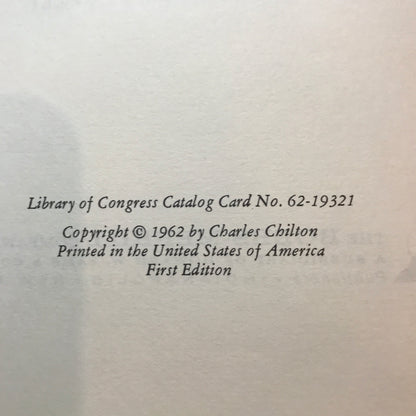 Library of Congress Catalog Card No. 62-19321
Copyright © 1962 by Charles Chilton
Printed in the United States of America
First Edition